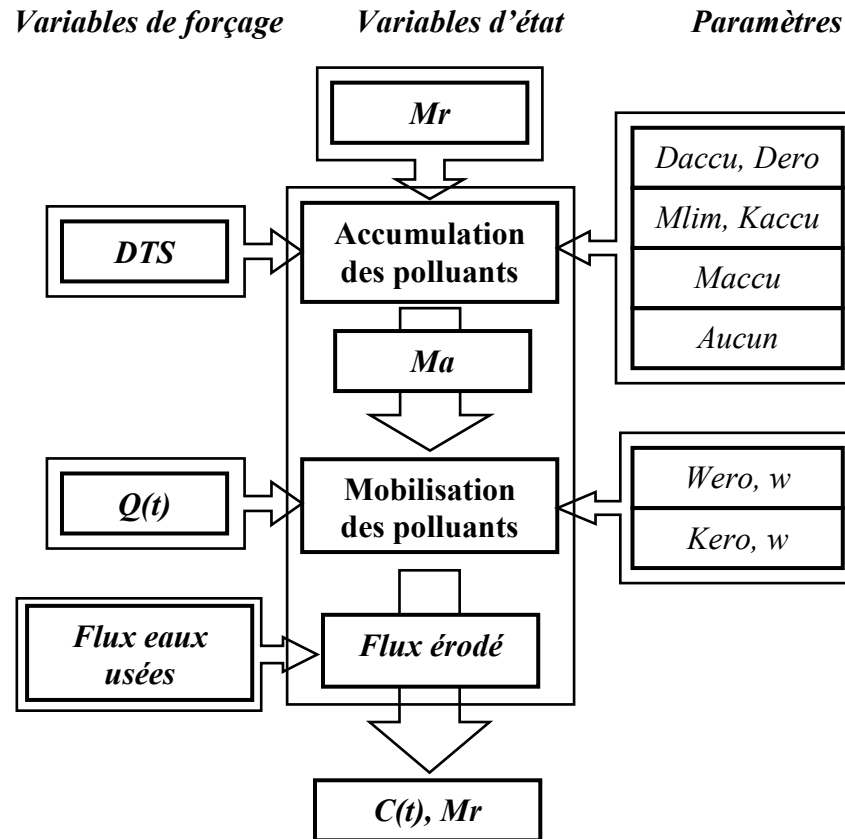 Variables de forçage
Variables d'état
Paramètres
Mr
Daccu, Dero
Mlim, Kaccu
Maccu
Aucun
DTS
Accumulation
des polluants
Ma
Q(t)
Mobilisation
des polluants
Wero, w
Kero, w
Flux eaux
usées
Flux érodé
C(t), Mr